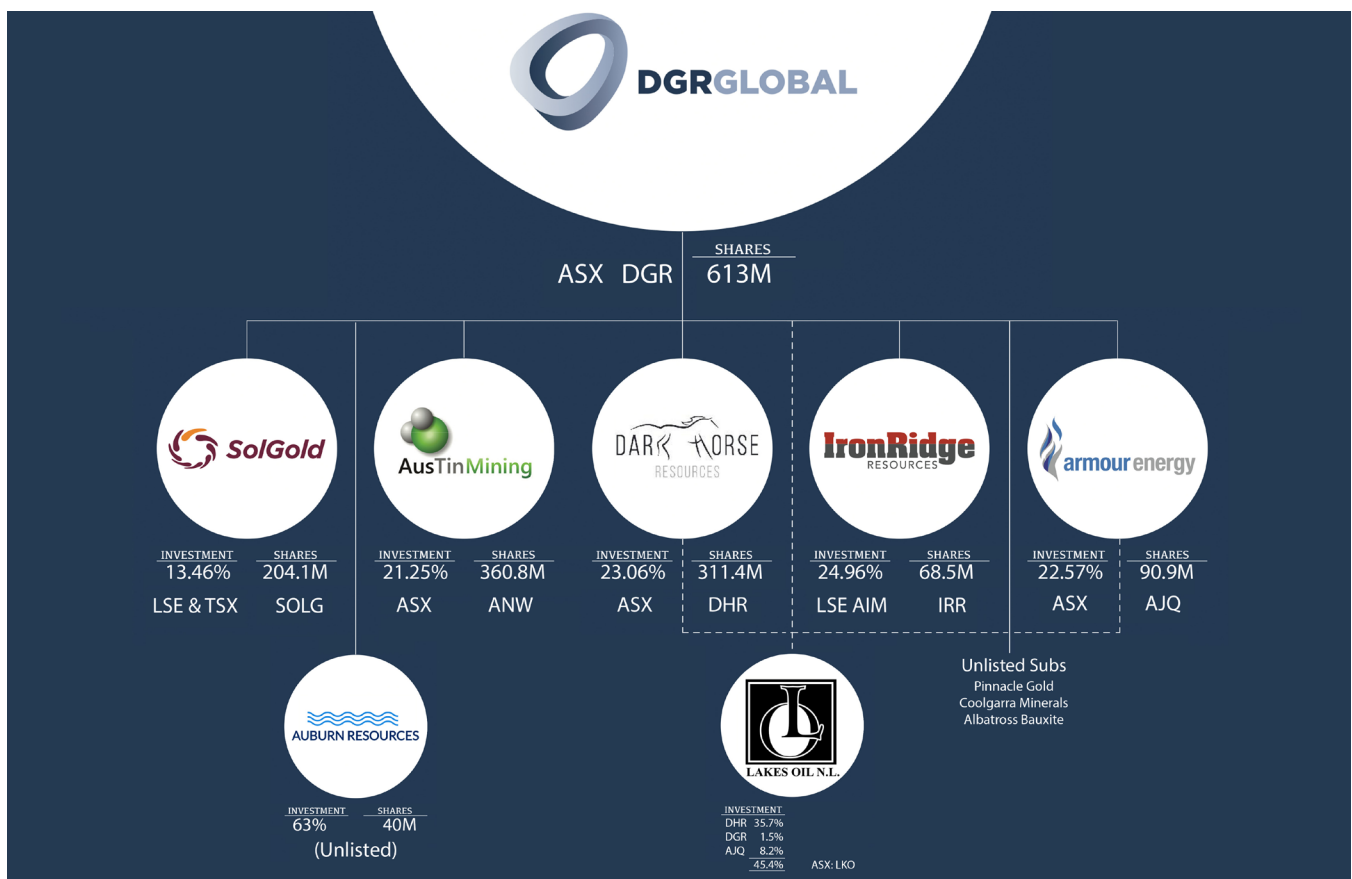 DGRGLOBAL
SHARES
ASX DGR 613M
SolGold
AusTinMining
DARK HORSE
RESOURCES
IronRidge
RESOURCES
armour energy
INVESTMENT SHARES
13.46% 204.1M
LSE & TSX SOLG
INVESTMENT SHARES
21.25% 360.8M
ASX ANW
INVESTMENT SHARES
23.06% 311.4M
ASX DHR
INVESTMENT SHARES
24.96% 68.5M
LSE AIM IRR
INVESTMENT SHARES
22.57% 90.9M
ASX AJQ
AUBURN RESOURCES
INVESTMENT SHARES
63% 40M
(Unlisted)
LO
LAKES OIL N.L.
INVESTMENT
DHR 35.7%
DGR 1.5%
AJQ 8.2%
45.4% ASX: LKO
Unlisted Subs
Pinnacle Gold
Coolgarra Minerals
Albatross Bauxite